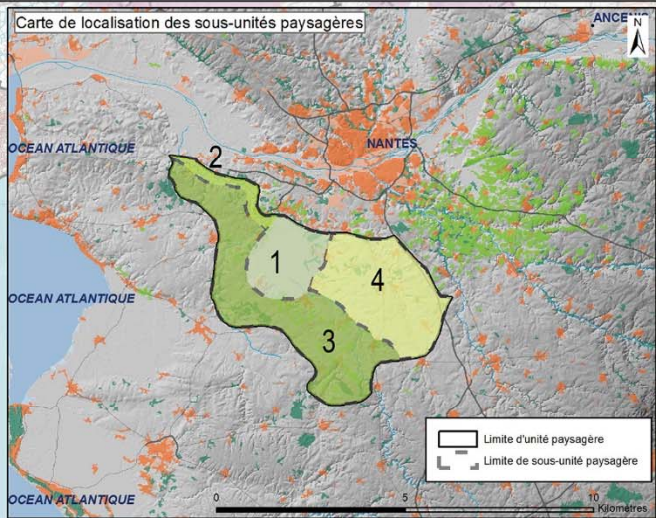 Carte de localisation des sous-unités paysagères
ANCENIS
N
OCEAN ATLANTIQUE
NANTES
2
1
4
OCEAN ATLANTIQUE
3
Limite d'unité paysagère
Limite de sous-unité paysagère
OCEAN ATLANTIQUE
0
5
10
Kilomètres